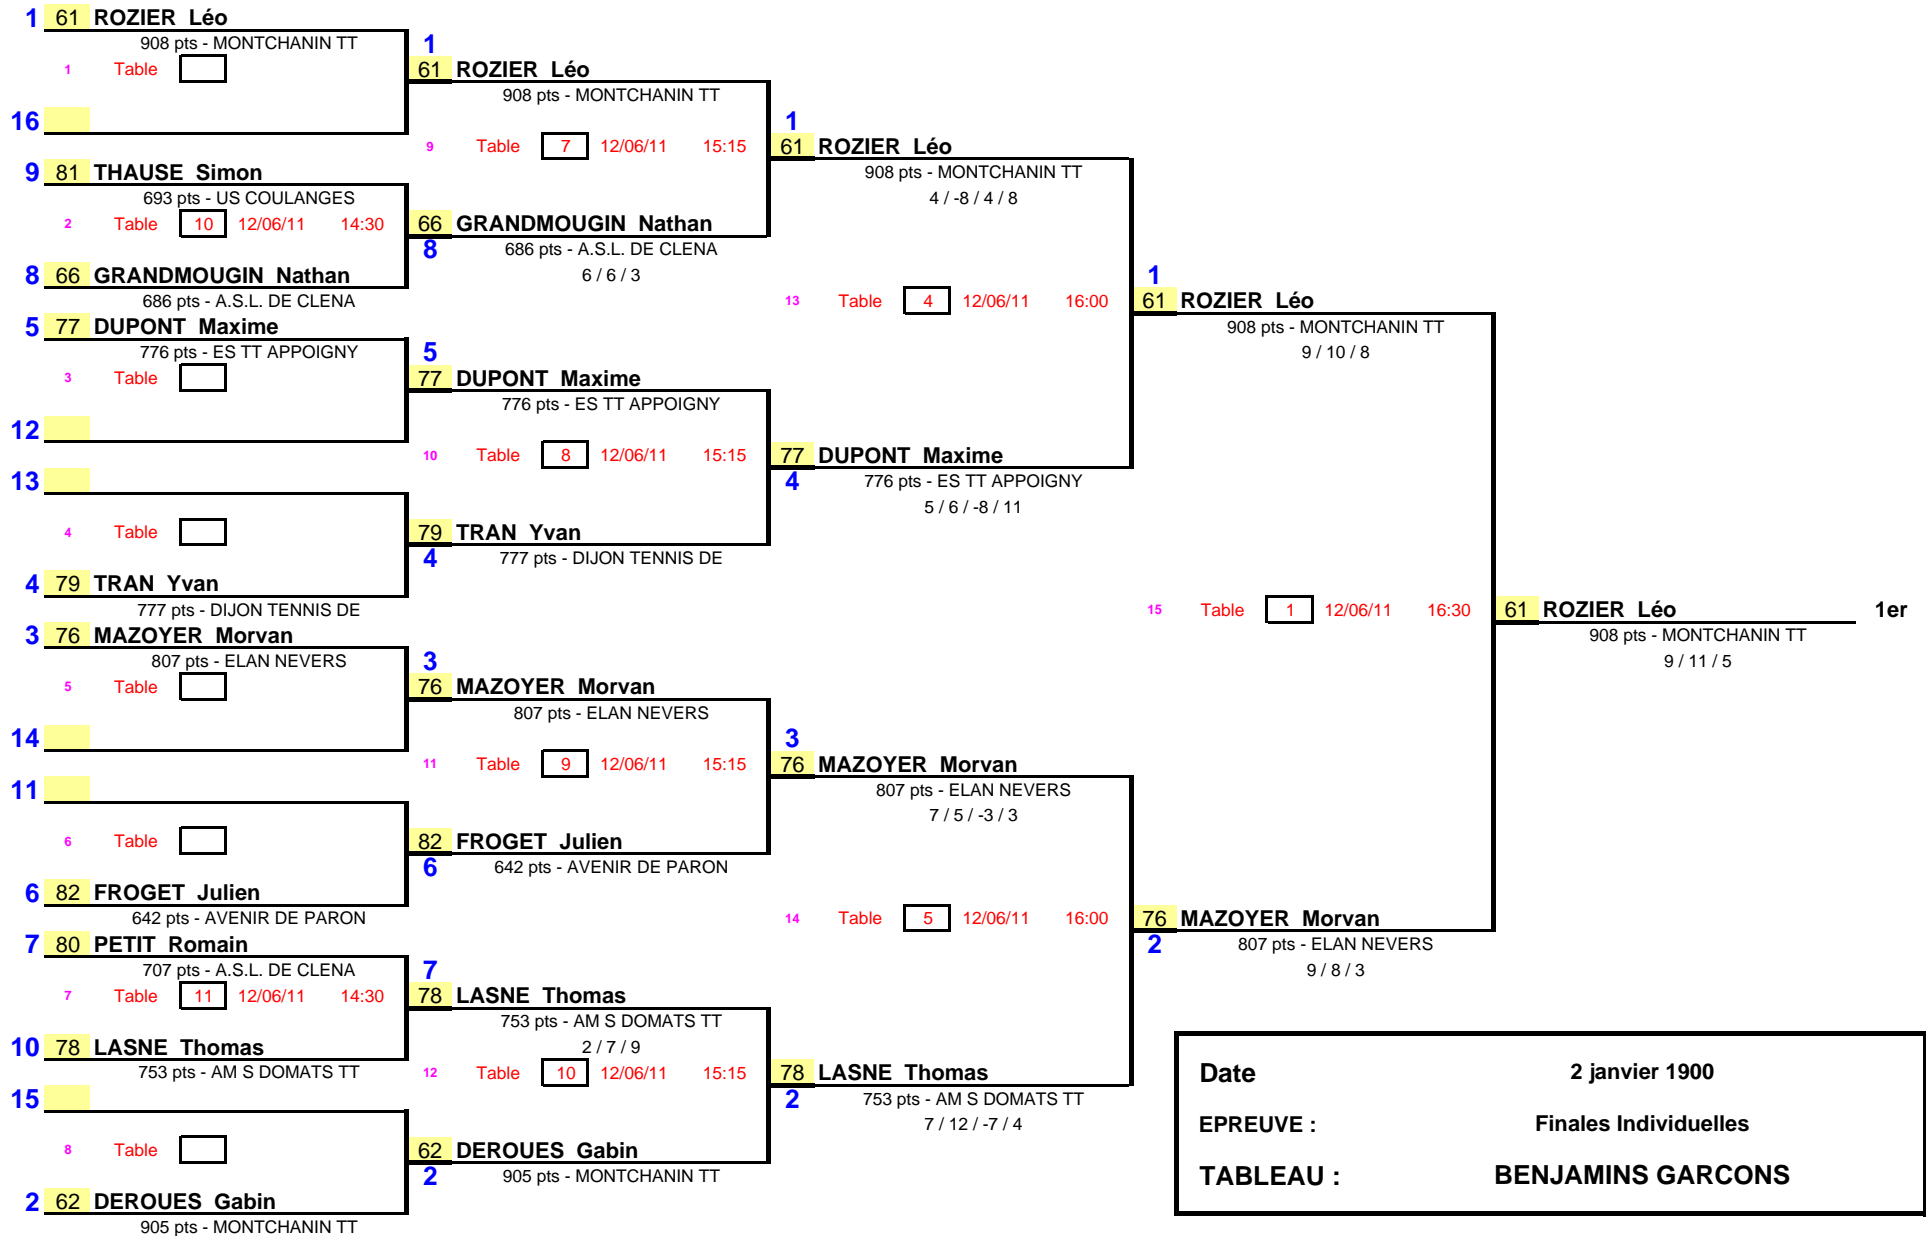 1 61 ROZIER Léo
908 pts - MONTCHANIN TT
1 Table
16
9 81 THAUSE Simon
693 pts - US COULANGES
2 Table 10 12/06/11 14:30
8 66 GRANDMOUGIN Nathan
686 pts - A.S.L. DE CLENA
5 77 DUPONT Maxime
776 pts - ES TT APPOIGNY
3 Table
12
13
4 Table
4 79 TRAN Yvan
777 pts - DIJON TENNIS DE
3 76 MAZOYER Morvan
807 pts - ELAN NEVERS
5 Table
14
11
6 Table
6 82 FROGET Julien
642 pts - AVENIR DE PARON
7 80 PETIT Romain
707 pts - A.S.L. DE CLENA
7 Table 11 12/06/11 14:30
10 78 LASNE Thomas
753 pts - AM S DOMATS TT
15
8 Table
2 62 DEROUES Gabin
905 pts - MONTCHANIN TT
1
61 ROZIER Léo
908 pts - MONTCHANIN TT
9 Table 7 12/06/11 15:15
66 GRANDMOUGIN Nathan
8 686 pts - A.S.L. DE CLENA
6 / 6 / 3
5
77 DUPONT Maxime
776 pts - ES TT APPOIGNY
10 Table 8 12/06/11 15:15
79 TRAN Yvan
4 777 pts - DIJON TENNIS DE
3
76 MAZOYER Morvan
807 pts - ELAN NEVERS
11 Table 9 12/06/11 15:15
82 FROGET Julien
6 642 pts - AVENIR DE PARON
7
78 LASNE Thomas
753 pts - AM S DOMATS TT
2 / 7 / 9
12 Table 10 12/06/11 15:15
62 DEROUES Gabin
2 905 pts - MONTCHANIN TT
1
61 ROZIER Léo
908 pts - MONTCHANIN TT
4 / -8 / 4 / 8
13 Table 4 12/06/11 16:00
77 DUPONT Maxime
4 776 pts - ES TT APPOIGNY
5 / 6 / -8 / 11
3
76 MAZOYER Morvan
807 pts - ELAN NEVERS
7 / 5 / -3 / 3
14 Table 5 12/06/11 16:00
78 LASNE Thomas
2 753 pts - AM S DOMATS TT
7 / 12 / -7 / 4
1
61 ROZIER Léo
908 pts - MONTCHANIN TT
9 / 10 / 8
15 Table 1 12/06/11 16:30
76 MAZOYER Morvan
2 807 pts - ELAN NEVERS
9 / 8 / 3
61 ROZIER Léo 1er
908 pts - MONTCHANIN TT
9 / 11 / 5
Date 2 janvier 1900
EPREUVE : Finales Individuelles
TABLEAU : BENJAMINS GARCONS